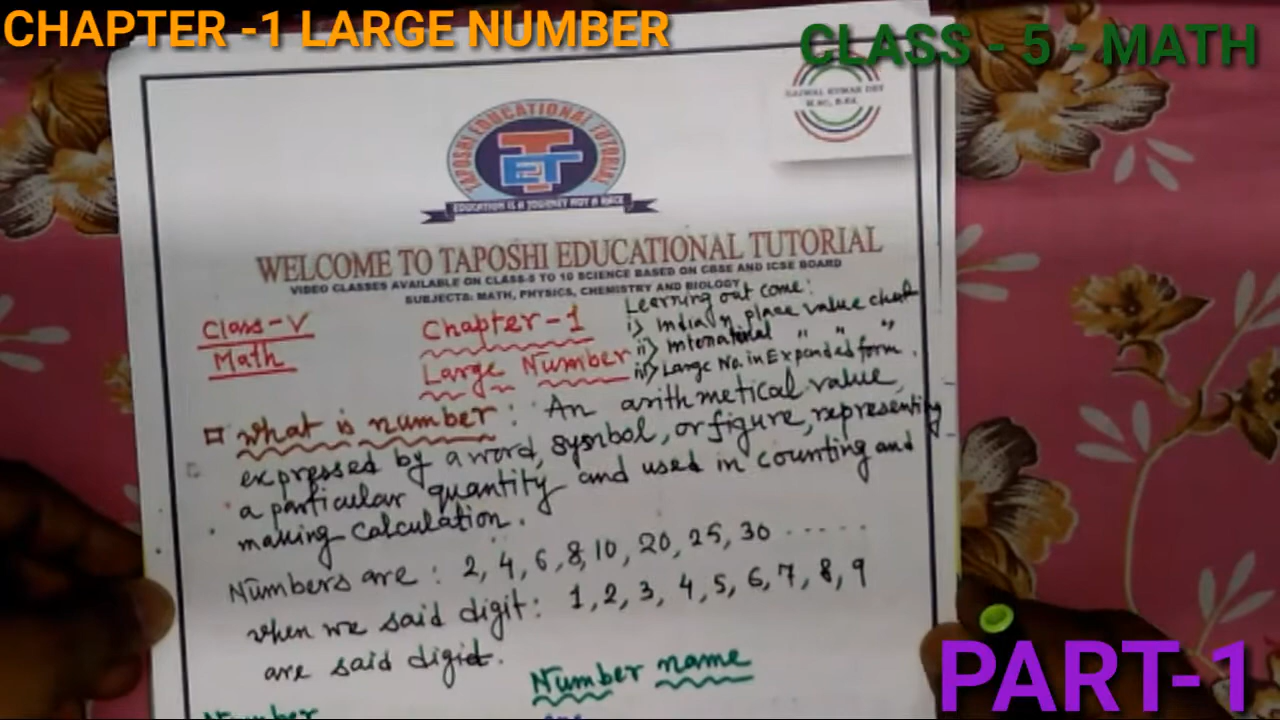 CHAPTER -1 LARGE NUMBER
CLASS - 5 - MATH
M.SC, B.Ed.
TAPOSHI EDUCATIONAL TUTORIAL
TET
EDUCATION IS A JOURNEY NOT A RACE
WELCOME TO TAPOSHI EDUCATIONAL TUTORIAL
VIDEO CLASSES AVAILABLE ON CLASS-5 TO 10 SCIENCE BASED ON CBSE AND ICSE BOARD
SUBJECTS: MATH, PHYSICS, CHEMISTRY AND BIOLOGY
Class-V
Math
Chapter-1
Large Number
Learning out come:
i) Indian place value chart
ii) International " " "
iii) Large No. in Expanded form.
What is number: An arithmetical value,
expressed by a word, symbol, or figure, representing
a particular quantity and used in counting and
making calculation.
Numbers are: 2, 4, 6, 8, 10, 20, 25, 30 ......
when we said digit: 1, 2, 3, 4, 5, 6, 7, 8, 9
are said digit.
Number name
Number
PART-1